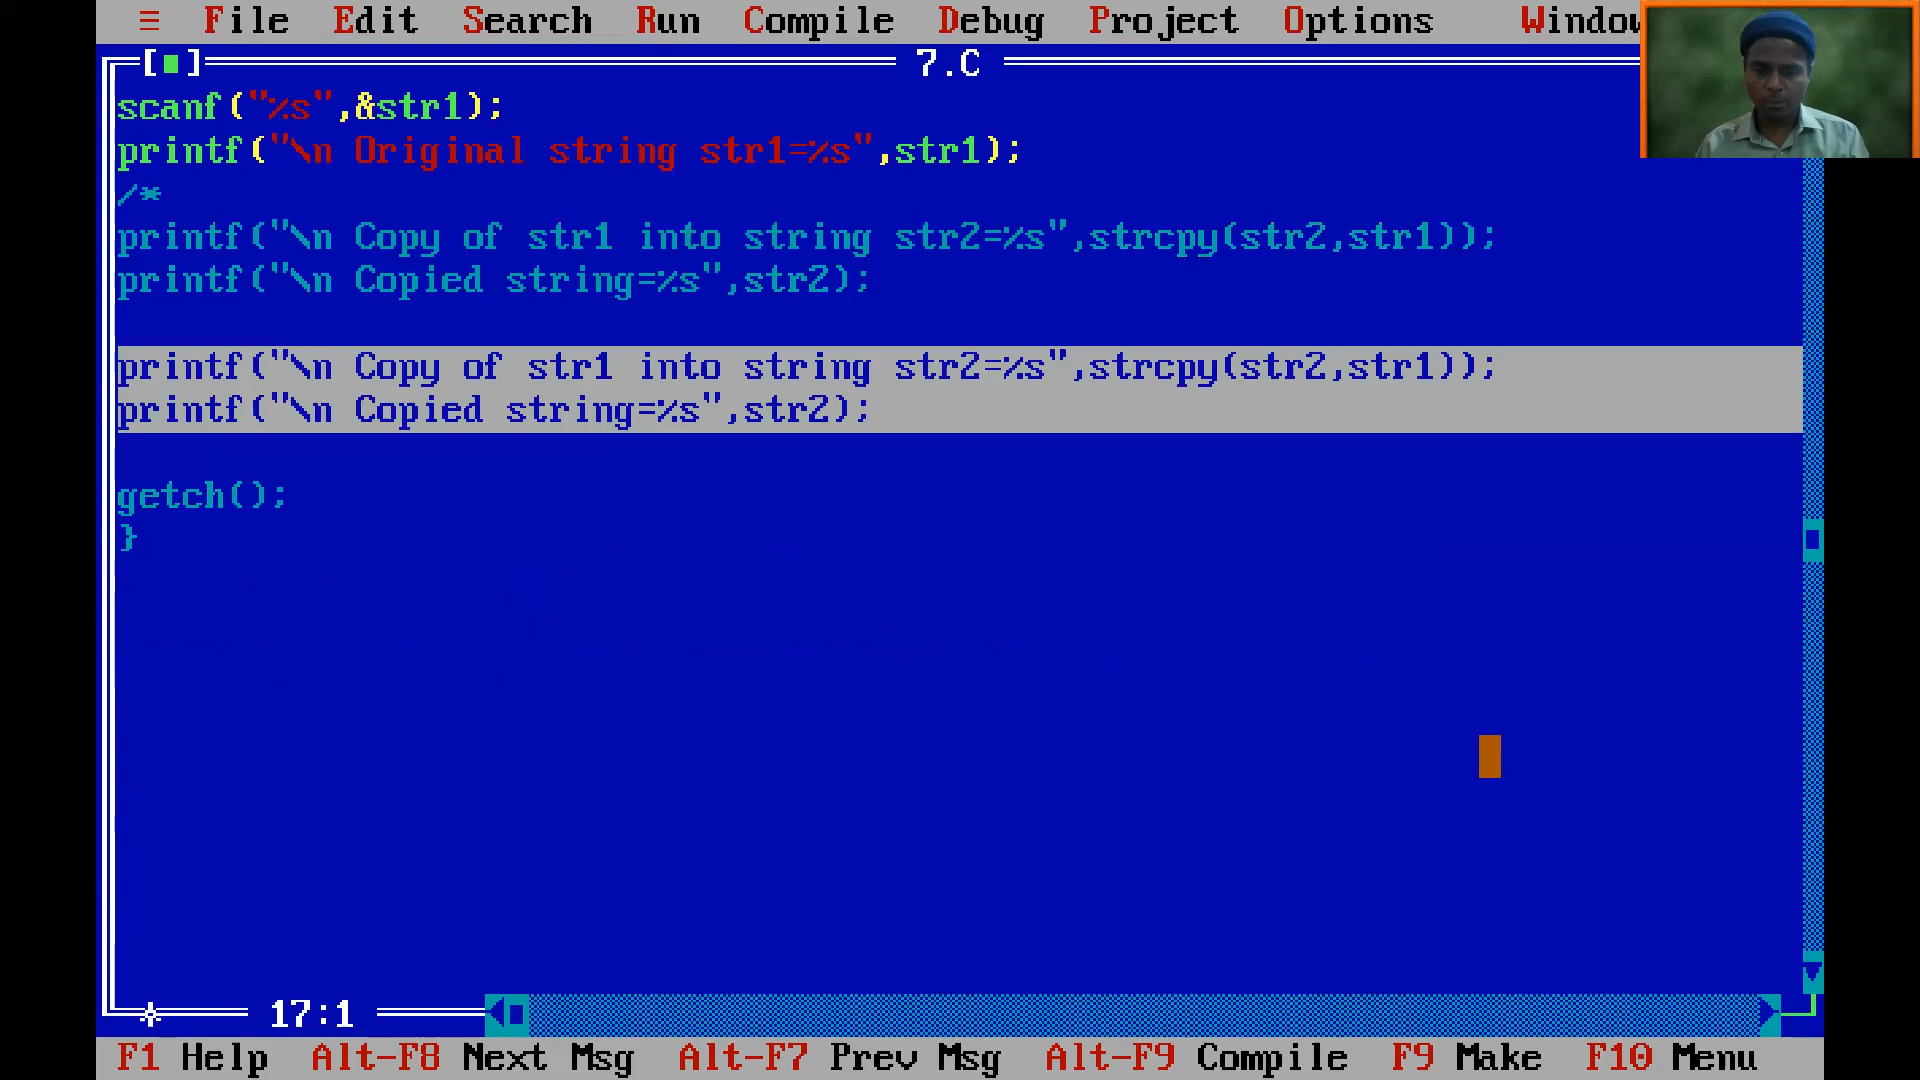 ≡ File Edit Search Run Compile Debug Project Options Window
[■] 7.C
scanf("%s",&str1);
printf("\n Original string str1=%s",str1);
/*
printf("\n Copy of str1 into string str2=%s",strcpy(str2,str1));
printf("\n Copied string=%s",str2);
printf("\n Copy of str1 into string str2=%s",strcpy(str2,str1));
printf("\n Copied string=%s",str2);
getch();
}
* 17:1
F1 Help Alt-F8 Next Msg Alt-F7 Prev Msg Alt-F9 Compile F9 Make F10 Menu